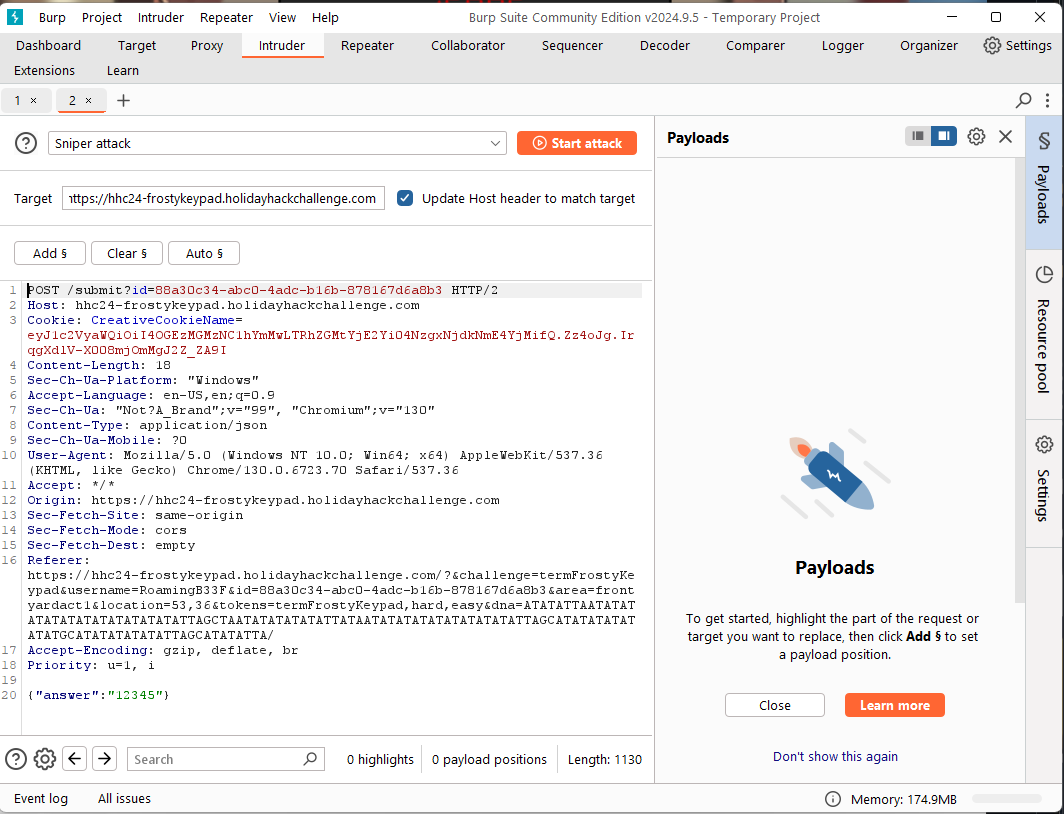 Burp Project Intruder Repeater View Help Burp Suite Community Edition v2024.9.5 - Temporary Project
Dashboard Target Proxy Intruder Repeater Collaborator Sequencer Decoder Comparer Logger Organizer Settings
Extensions Learn
1 × 2 × +
Sniper attack Start attack
Target https://hhc24-frostykeypad.holidayhackchallenge.com Update Host header to match target
Add § Clear § Auto §
1 POST /submit?id=88a30c34-abc0-4adc-b16b-878167d6a8b3 HTTP/2
2 Host: hhc24-frostykeypad.holidayhackchallenge.com
3 Cookie: CreativeCookieName=
eyJ1c2VyaWQiOiI4OGEzMGMzNC1hYmMwLTRhZGMtYjE2Yi04NzgxNjdkNmE4YjMifQ.Zz4oJg.Ir
qgXdlV-X008mjOmMgJ2Z_ZA9I
4 Content-Length: 18
5 Sec-Ch-Ua-Platform: "Windows"
6 Accept-Language: en-US,en;q=0.9
7 Sec-Ch-Ua: "Not?A_Brand";v="99", "Chromium";v="130"
8 Content-Type: application/json
9 Sec-Ch-Ua-Mobile: ?0
10 User-Agent: Mozilla/5.0 (Windows NT 10.0; Win64; x64) AppleWebKit/537.36
(KHTML, like Gecko) Chrome/130.0.6723.70 Safari/537.36
11 Accept: */*
12 Origin: https://hhc24-frostykeypad.holidayhackchallenge.com
13 Sec-Fetch-Site: same-origin
14 Sec-Fetch-Mode: cors
15 Sec-Fetch-Dest: empty
16 Referer:
https://hhc24-frostykeypad.holidayhackchallenge.com/?&challenge=termFrostyKe
ypad&username=RoamingB33F&id=88a30c34-abc0-4adc-b16b-878167d6a8b3&area=front
yardact1&location=53,36&tokens=termFrostyKeypad,hard,easy&dna=ATATATTAATATAT
ATATATATATATATATATATATTAGCTAATATATATATATTATAATATATATATATATATATTAGCATATATATAT
ATATGCATATATATATATTAGCATATATTA/
17 Accept-Encoding: gzip, deflate, br
18 Priority: u=1, i
19
20 {"answer":"12345"}
Search 0 highlights 0 payload positions Length: 1130
Payloads
Payloads
To get started, highlight the part of the request or
target you want to replace, then click Add § to set
a payload position.
Close Learn more
Don't show this again
§ Payloads
Resource pool
Settings
Event log All issues Memory: 174.9MB